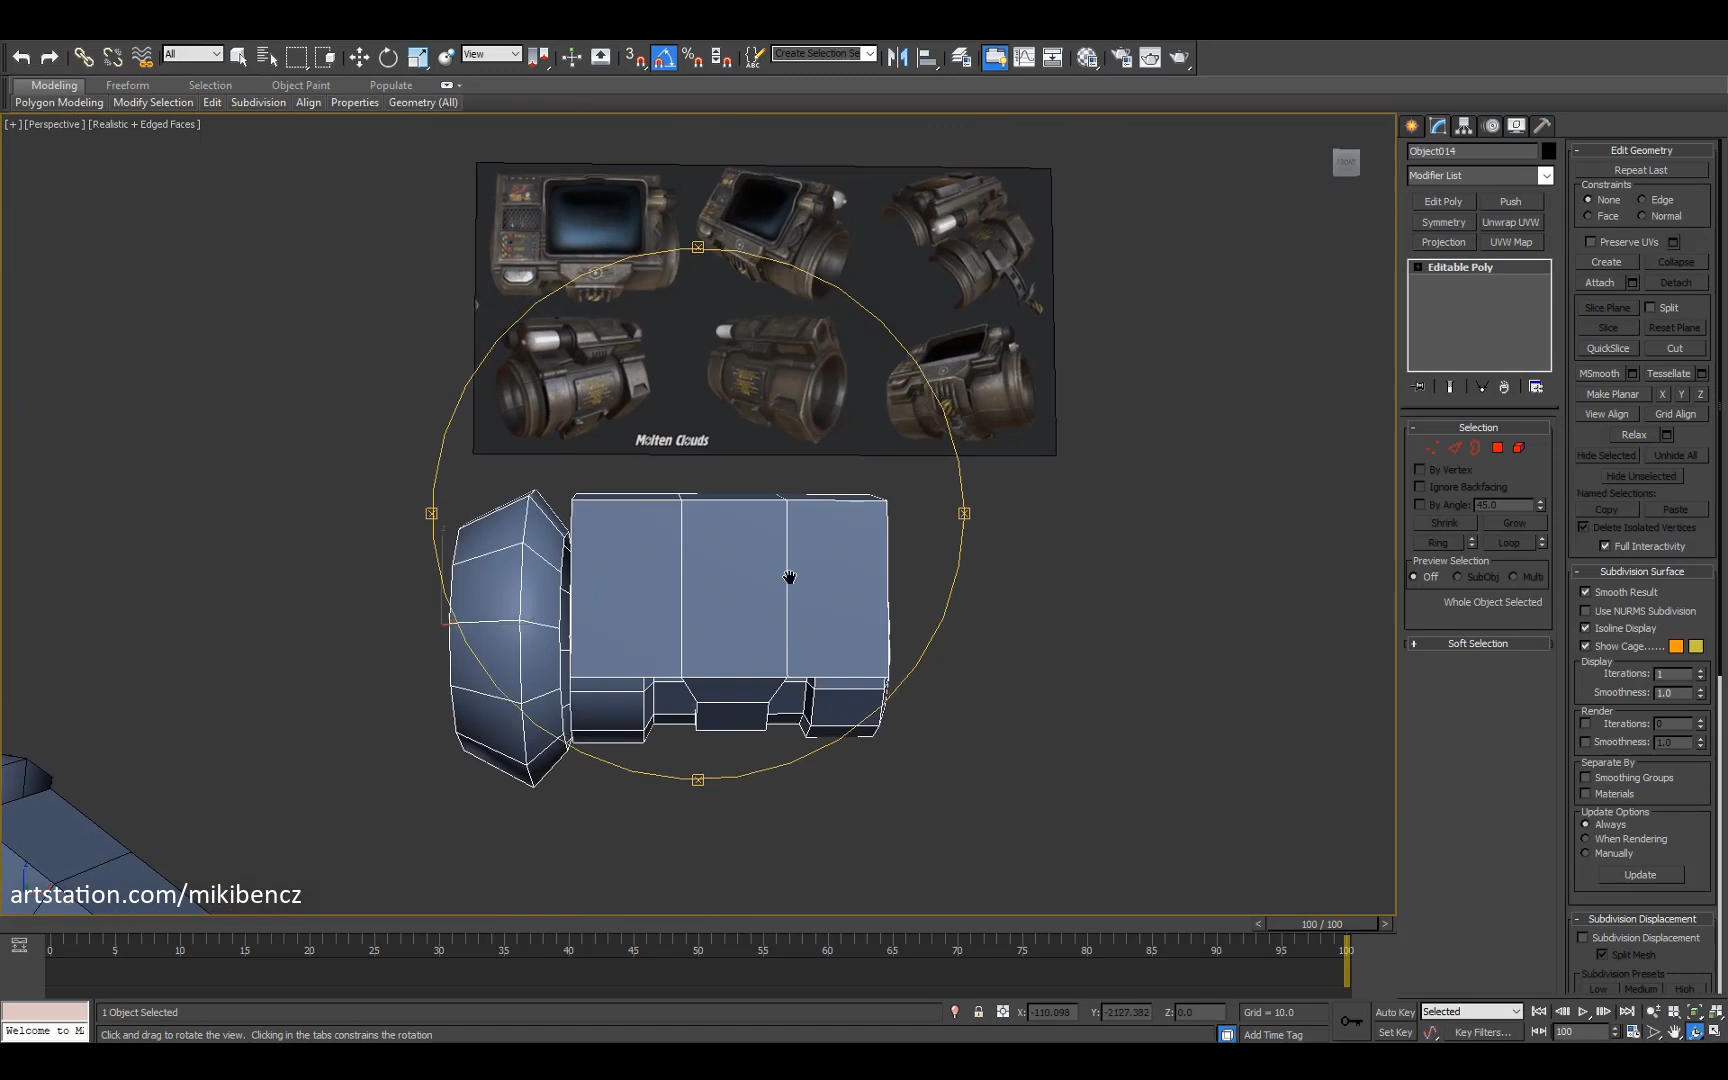 All
View
3
%
ABC
Create Selection Se
Modeling Freeform Selection Object Paint Populate
Polygon Modeling Modify Selection Edit Subdivision Align Properties Geometry (All)
[+] [Perspective] [Realistic + Edged Faces]
FRONT
Molten Clouds
artstation.com/mikibencz
Object014
Modifier List
Edit Poly Push
Symmetry Unwrap UVW
Projection UVW Map
Editable Poly
- Selection
By Vertex
Ignore Backfacing
By Angle: 45.0
Shrink Grow
Ring Loop
Preview Selection
Off SubObj Multi
Whole Object Selected
+ Soft Selection
- Edit Geometry
Repeat Last
Constraints
None Edge
Face Normal
Preserve UVs
Create Collapse
Attach Detach
Slice Plane Split
Slice Reset Plane
QuickSlice Cut
MSmooth Tessellate
Make Planar X Y Z
View Align Grid Align
Relax
Hide Selected Unhide All
Hide Unselected
Named Selections:
Copy Paste
Delete Isolated Vertices
Full Interactivity
- Subdivision Surface
Smooth Result
Use NURMS Subdivision
Isoline Display
Show Cage......
Display
Iterations: 1
Smoothness: 1.0
Render
Iterations: 0
Smoothness: 1.0
Separate By
Smoothing Groups
Materials
Update Options
Always
When Rendering
Manually
Update
- Subdivision Displacement
Subdivision Displacement
Split Mesh
Subdivision Presets
Low Medium High
< 100 / 100 >
0 5 10 15 20 25 30 35 40 45 50 55 60 65 70 75 80 85 90 95 100
Welcome to M
1 Object Selected
Click and drag to rotate the view. Clicking in the tabs constrains the rotation
X: -110.098 Y: -2127.382 Z: 0.0 Grid = 10.0
Add Time Tag
Auto Key Selected
Set Key Key Filters...
100